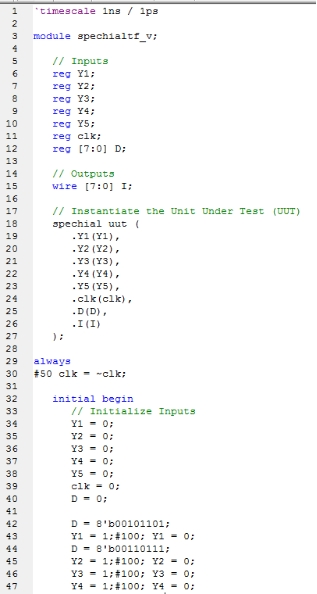 1 `timescale 1ns / 1ps
2
3 module spechialtf_v;
4
5 // Inputs
6 reg Y1;
7 reg Y2;
8 reg Y3;
9 reg Y4;
10 reg Y5;
11 reg clk;
12 reg [7:0] D;
13
14 // Outputs
15 wire [7:0] I;
16
17 // Instantiate the Unit Under Test (UUT)
18 spechial uut (
19 .Y1(Y1),
20 .Y2(Y2),
21 .Y3(Y3),
22 .Y4(Y4),
23 .Y5(Y5),
24 .clk(clk),
25 .D(D),
26 .I(I)
27 );
28
29 always
30 #50 clk = ~clk;
31
32 initial begin
33 // Initialize Inputs
34 Y1 = 0;
35 Y2 = 0;
36 Y3 = 0;
37 Y4 = 0;
38 Y5 = 0;
39 clk = 0;
40 D = 0;
41
42 D = 8'b00101101;
43 Y1 = 1;#100; Y1 = 0;
44 D = 8'b00110111;
45 Y2 = 1;#100; Y2 = 0;
46 Y3 = 1;#100; Y3 = 0;
47 Y4 = 1;#100; Y4 = 0;